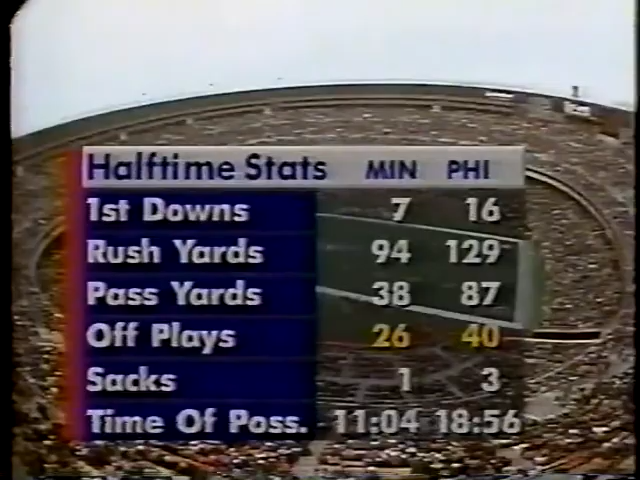 Halftime Stats MIN PHI
1st Downs 7 16
Rush Yards 94 129
Pass Yards 38 87
Off Plays 26 40
Sacks 1 3
Time Of Poss. 11:04 18:56